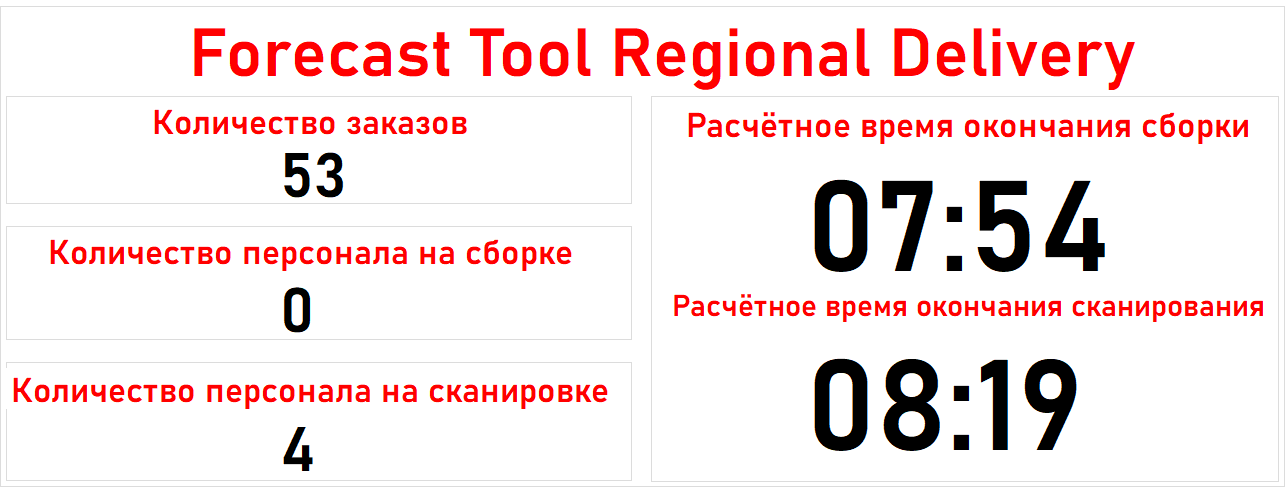 Forecast Tool Regional Delivery
Количество заказов
53
Количество персонала на сборке
0
Количество персонала на сканировке
4
Расчётное время окончания сборки
07:54
Расчётное время окончания сканирования
08:19